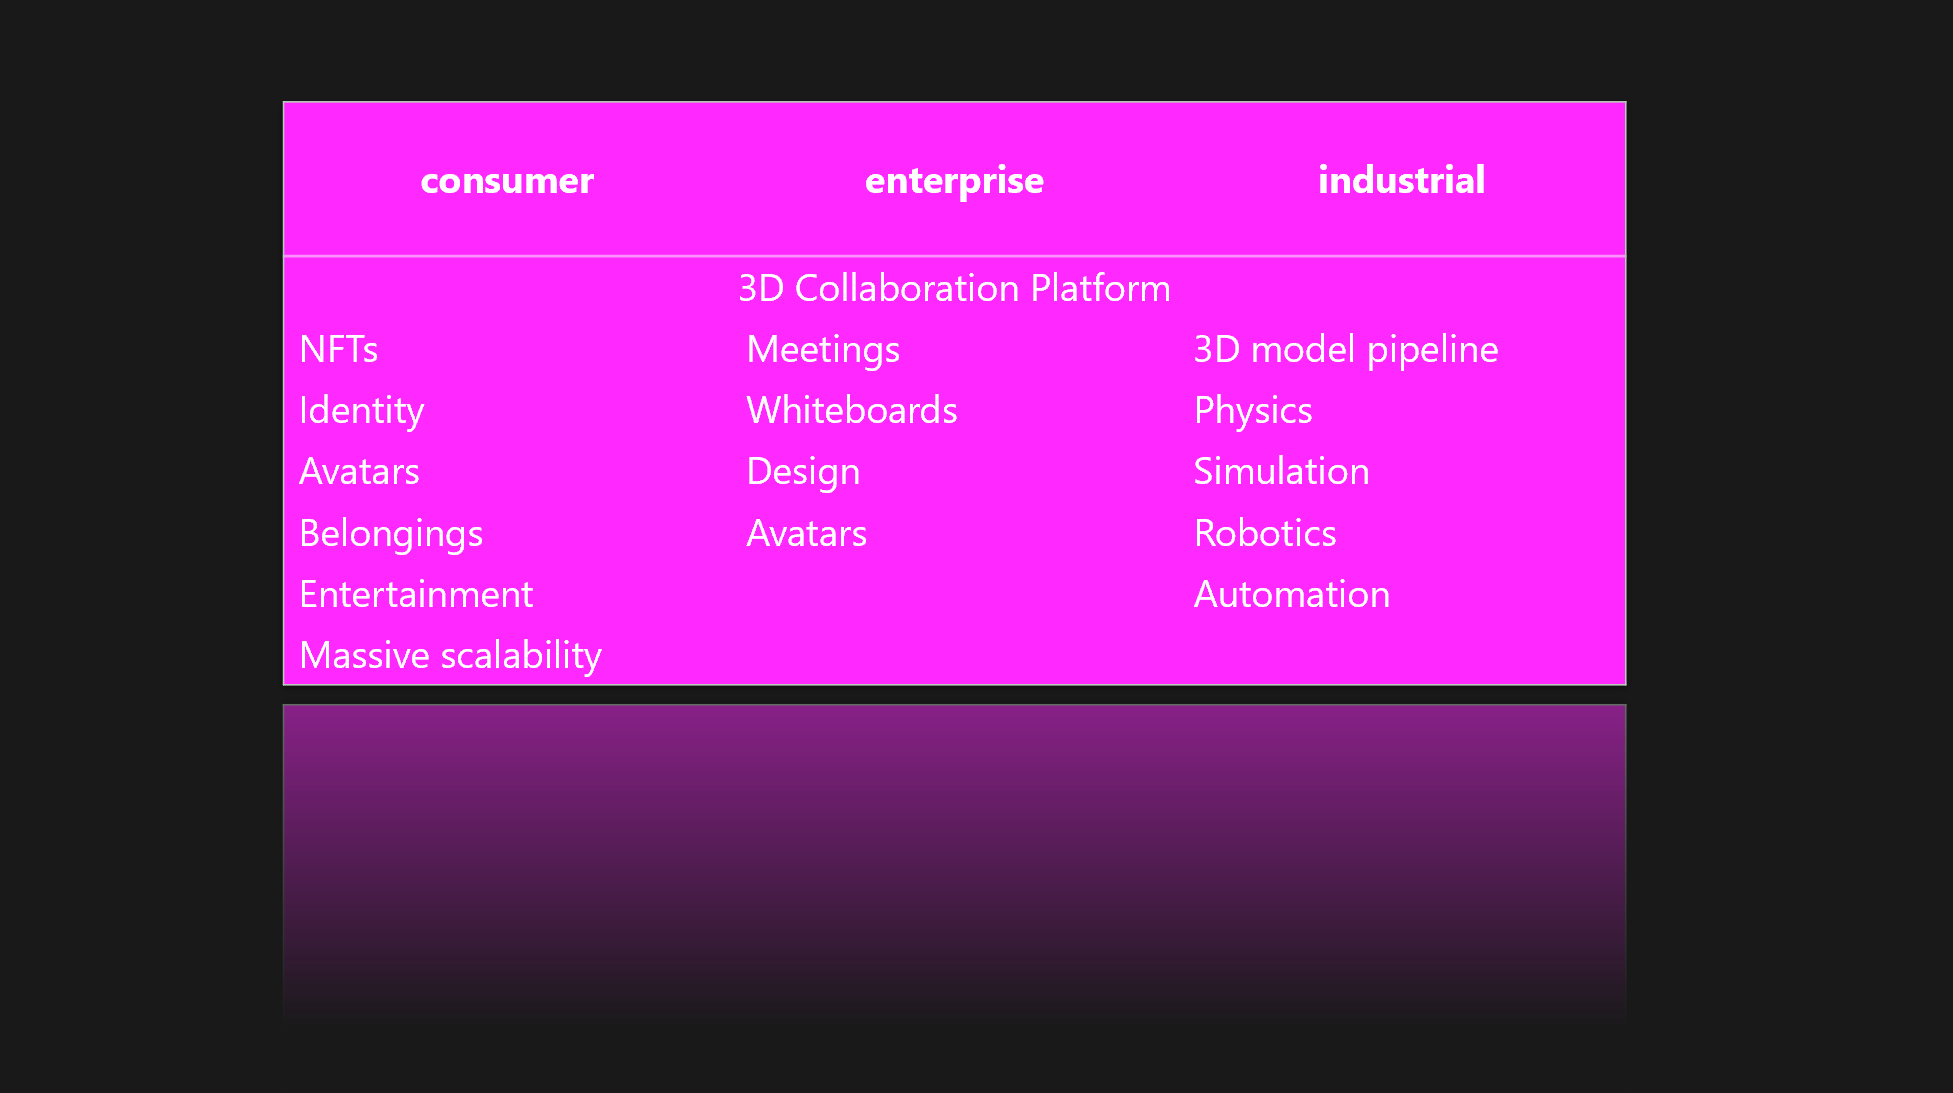 consumer enterprise industrial
3D Collaboration Platform
NFTs Meetings 3D model pipeline
Identity Whiteboards Physics
Avatars Design Simulation
Belongings Avatars Robotics
Entertainment Automation
Massive scalability